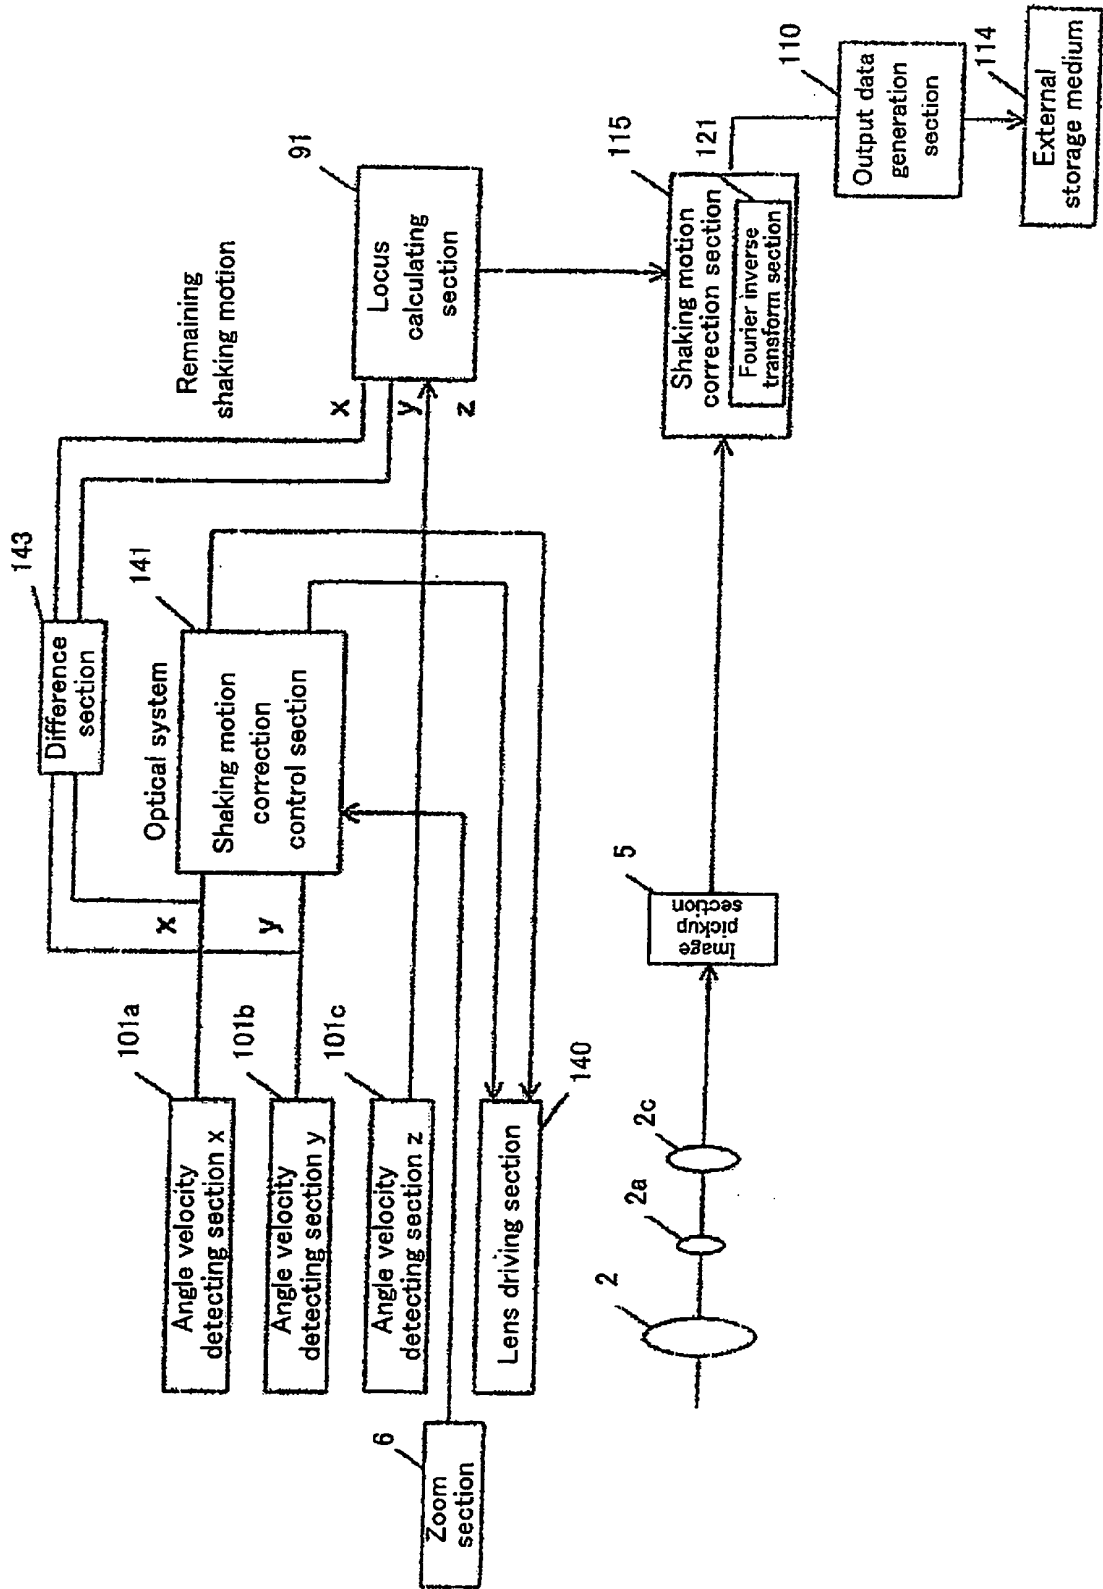 143
Difference
section
Remaining
shaking motion
Optical system
141
Shaking motion
correction
control section
91
Locus
calculating
section
x
y
z
x
y
101a
Angle velocity
detecting section x
101b
Angle velocity
detecting section y
101c
Angle velocity
detecting section z
140
Lens driving section
6
Zoom
section
2
2a
2c
5
Image
pickup
section
115
Shaking motion
correction section
121
Fourier inverse
transform section
110
Output data
generation
section
114
External
storage medium